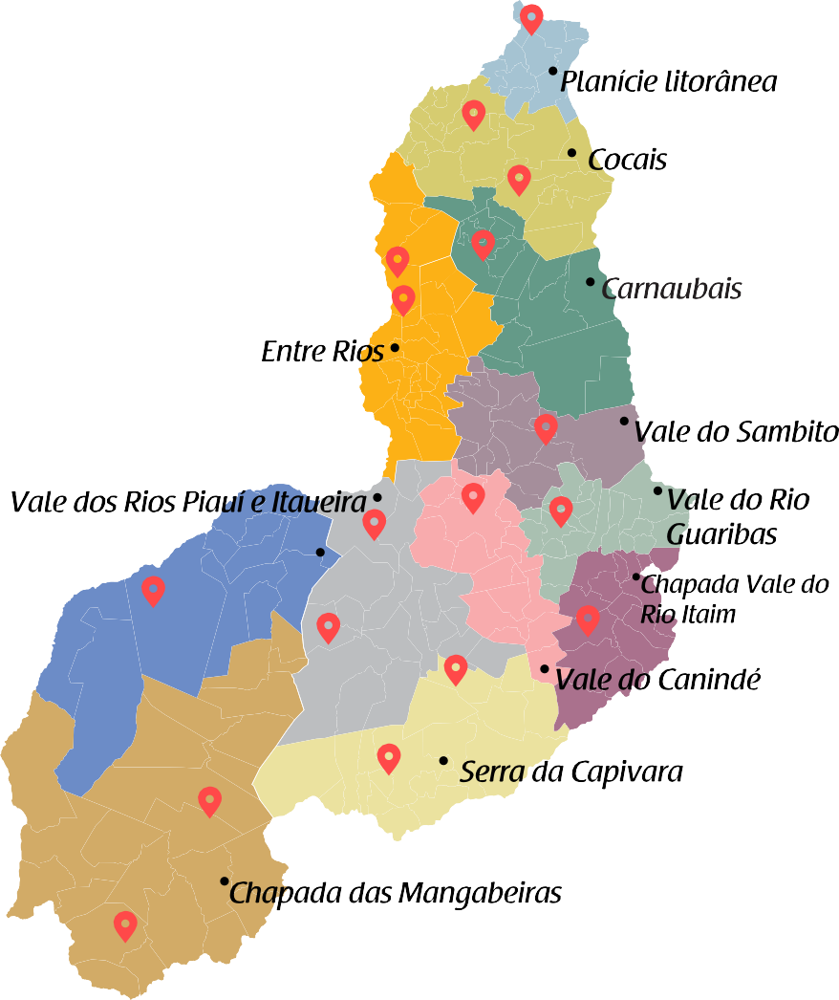 Planície litorânea
Cocais
Carnaubais
Entre Rios
Vale do Sambito
Vale dos Rios Piauí e Itaueira
Vale do Rio
Guaribas
Chapada Vale do
Rio Itaim
Vale do Canindé
Serra da Capivara
Chapada das Mangabeiras